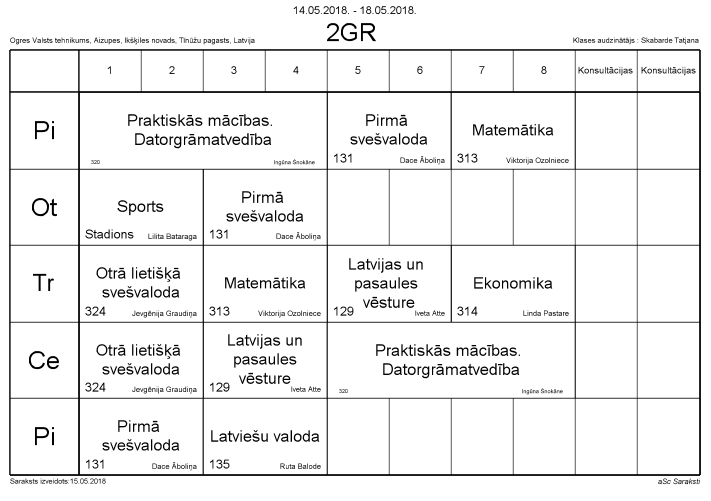 14.05.2018. - 18.05.2018.
2GR
Ogres Valsts tehnikums, Aizupes, Ikšķiles novads, Tīnūžu pagasts, Latvija
Klases audzinātājs : Skabarde Tatjana
1 2 3 4 5 6 7 8 Konsultācijas Konsultācijas
Pi
Praktiskās mācības.
Datorgrāmatvedība
320 Ingūna Šnokāne
Pirmā
svešvaloda
131 Dace Āboliņa
Matemātika
313 Viktorija Ozolniece
Ot
Sports
Stadions Lilita Bataraga
Pirmā
svešvaloda
131 Dace Āboliņa
Tr
Otrā lietišķā
svešvaloda
324 Jevgēnija Graudiņa
Matemātika
313 Viktorija Ozolniece
Latvijas un
pasaules
vēsture
129 Iveta Atte
Ekonomika
314 Linda Pastare
Ce
Otrā lietišķā
svešvaloda
324 Jevgēnija Graudiņa
Latvijas un
pasaules
vēsture
129 Iveta Atte
Praktiskās mācības.
Datorgrāmatvedība
320 Ingūna Šnokāne
Pi
Pirmā
svešvaloda
131 Dace Āboliņa
Latviešu valoda
135 Ruta Balode
Saraksts izveidots:15.05.2018
aSc Saraksti